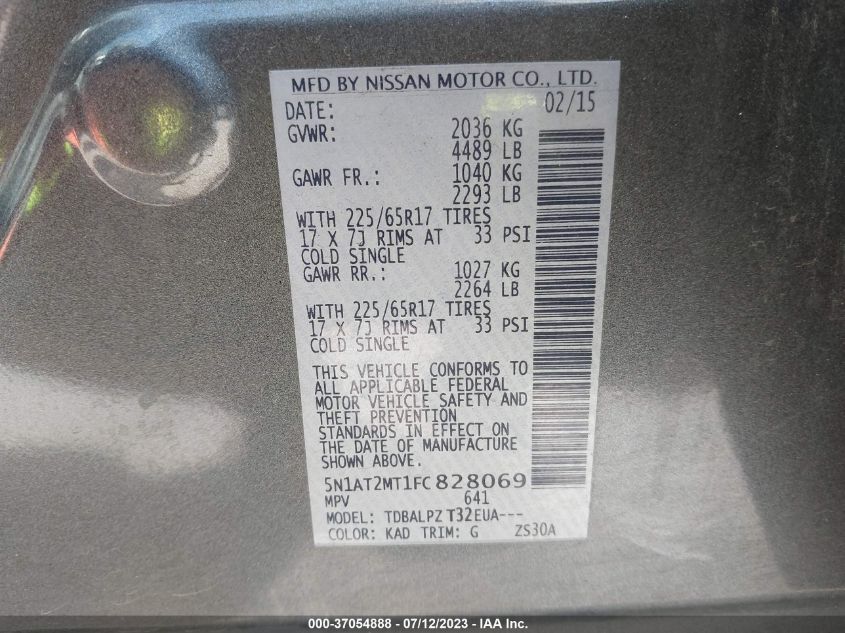 MFD BY NISSAN MOTOR CO., LTD.
DATE: 02/15
GVWR: 2036 KG
4489 LB
GAWR FR.: 1040 KG
2293 LB
WITH 225/65R17 TIRES
17 X 7J RIMS AT 33 PSI
COLD SINGLE
GAWR RR.: 1027 KG
2264 LB
WITH 225/65R17 TIRES
17 X 7J RIMS AT 33 PSI
COLD SINGLE
THIS VEHICLE CONFORMS TO
ALL APPLICABLE FEDERAL
MOTOR VEHICLE SAFETY AND
THEFT PREVENTION
STANDARDS IN EFFECT ON
THE DATE OF MANUFACTURE
SHOWN ABOVE.
5N1AT2MT1FC828069
MPV 641
MODEL: TDBALPZ T32EUA---
COLOR: KAD TRIM: G ZS30A
000-37054888 - 07/12/2023 - IAA Inc.